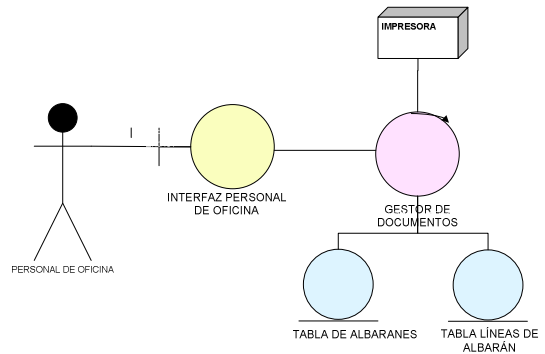 IMPRESORA
INTERFAZ PERSONAL
DE OFICINA
GESTOR DE
DOCUMENTOS
PERSONAL DE OFICINA
TABLA DE ALBARANES
TABLA LÍNEAS DE
ALBARÁN